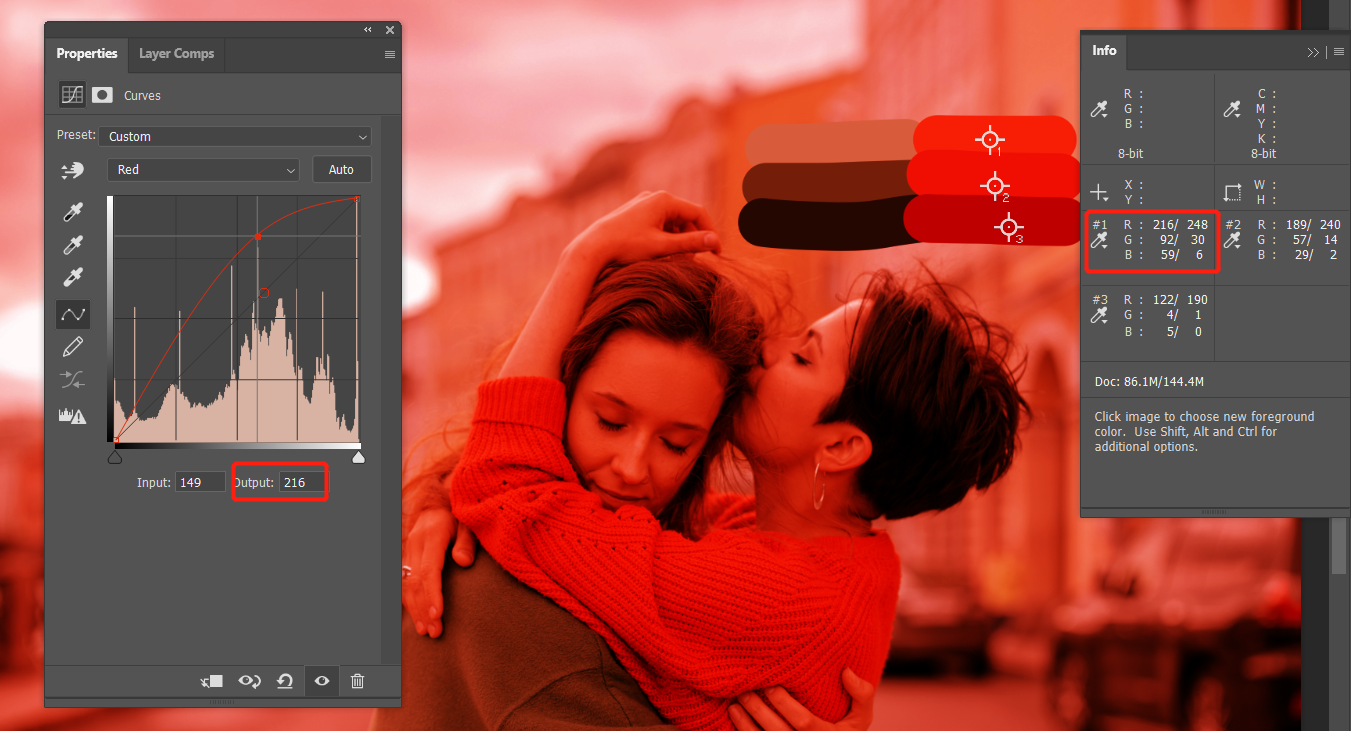 Properties
Layer Comps
Curves
Preset: Custom
Red
Auto
Input: 149
Output: 216
Info
R :
G :
B :
8-bit
C :
M :
Y :
K :
8-bit
X :
Y :
W :
H :
#1 R : 216/ 248
G : 92/ 30
B : 59/ 6
#2 R : 189/ 240
G : 57/ 14
B : 29/ 2
#3 R : 122/ 190
G : 4/ 1
B : 5/ 0
Doc: 86.1M/144.4M
Click image to choose new foreground
color. Use Shift, Alt and Ctrl for
additional options.
1
2
3